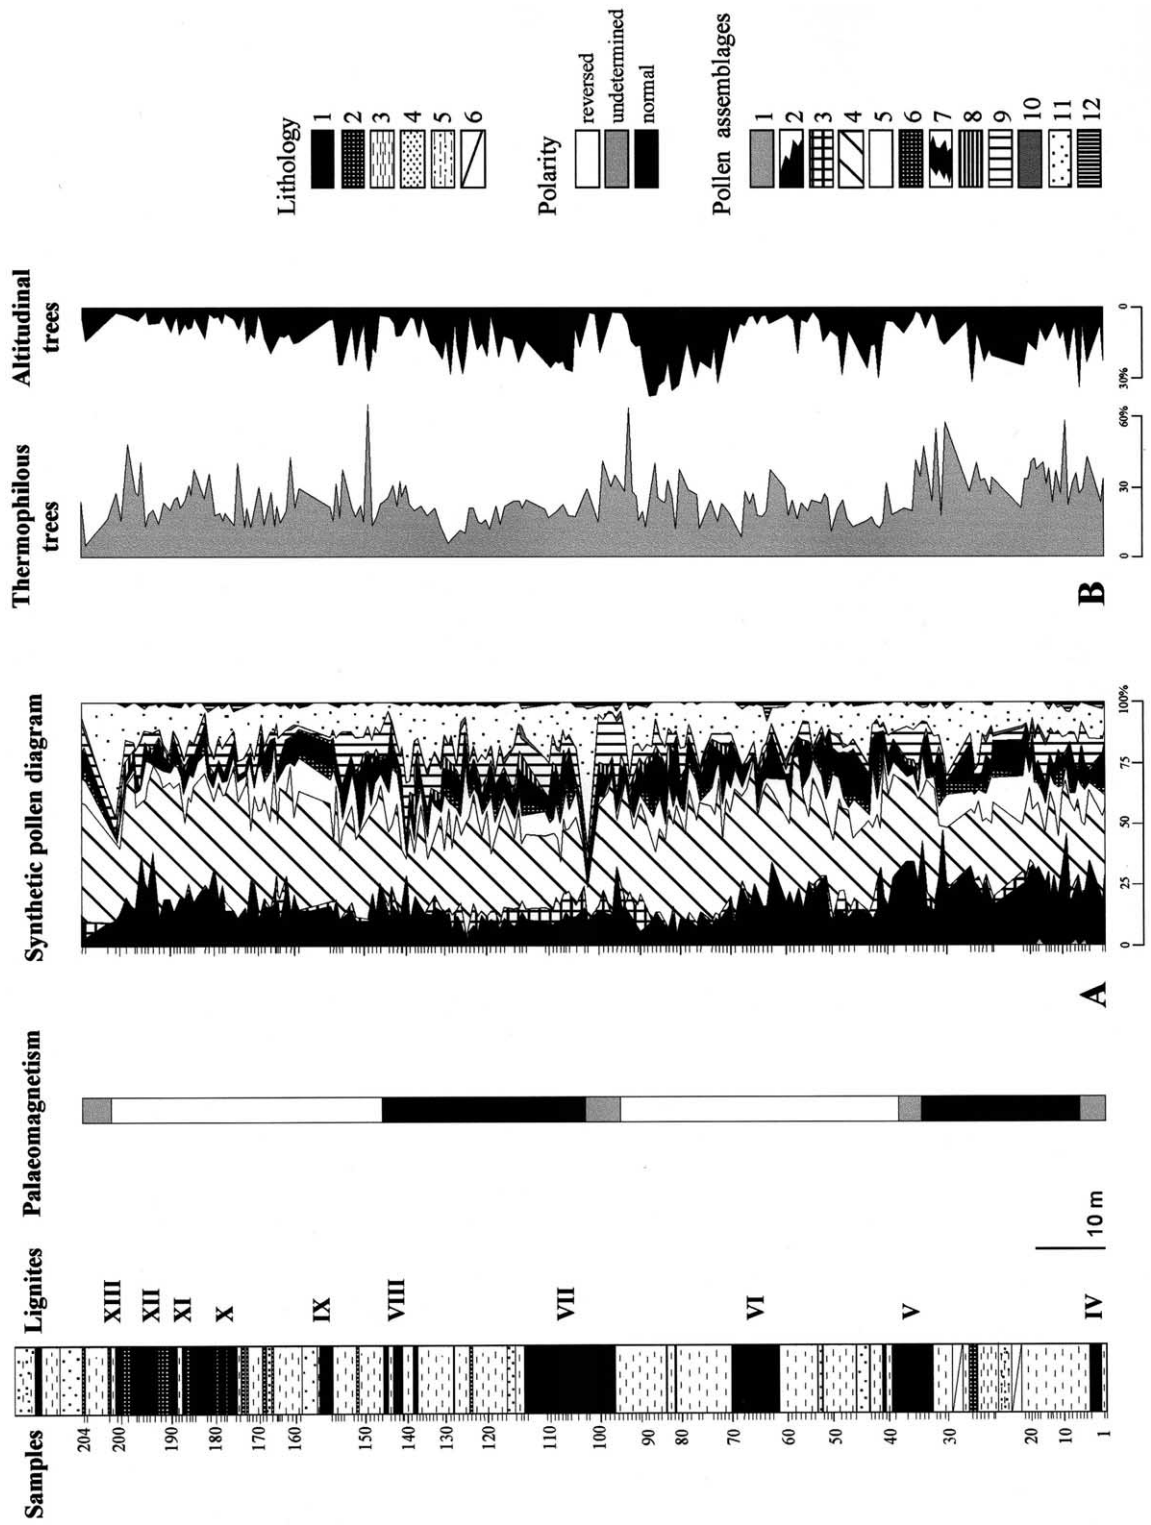 Samples
Lignites
Palaeomagnetism
Synthetic pollen diagram
Thermophilous
trees
Altitudinal
trees
204
200
190
180
170
160
150
140
130
120
110
100
90
80
70
60
50
40
30
20
10
1
XIII
XII
XI
X
IX
VIII
VII
VI
V
IV
10 m
A
0
25
50
75
100%
B
0
30
60%
30%
0
Lithology
1
2
3
4
5
6
Polarity
reversed
undetermined
normal
Pollen assemblages
1
2
3
4
5
6
7
8
9
10
11
12